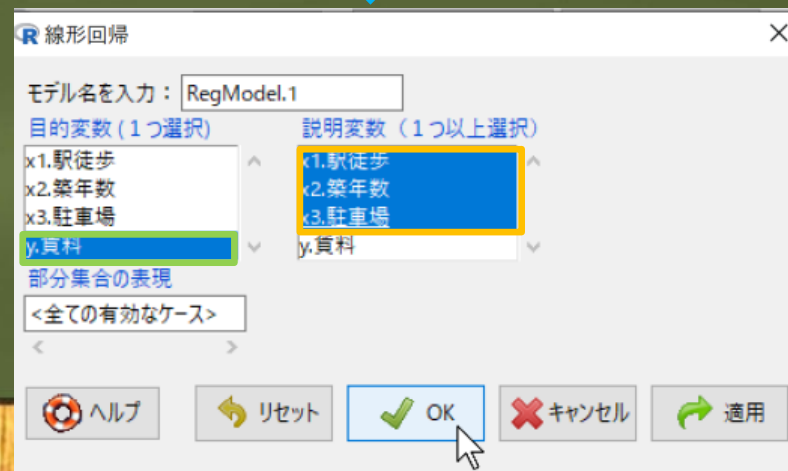 線形回帰
モデル名を入力： RegModel.1
目的変数 (１つ選択)
x1.駅徒歩
x2.築年数
x3.駐車場
y.賃料
説明変数（１つ以上選択）
x1.駅徒歩
x2.築年数
x3.駐車場
y.賃料
部分集合の表現
<全ての有効なケース>
ヘルプ
リセット
OK
キャンセル
適用